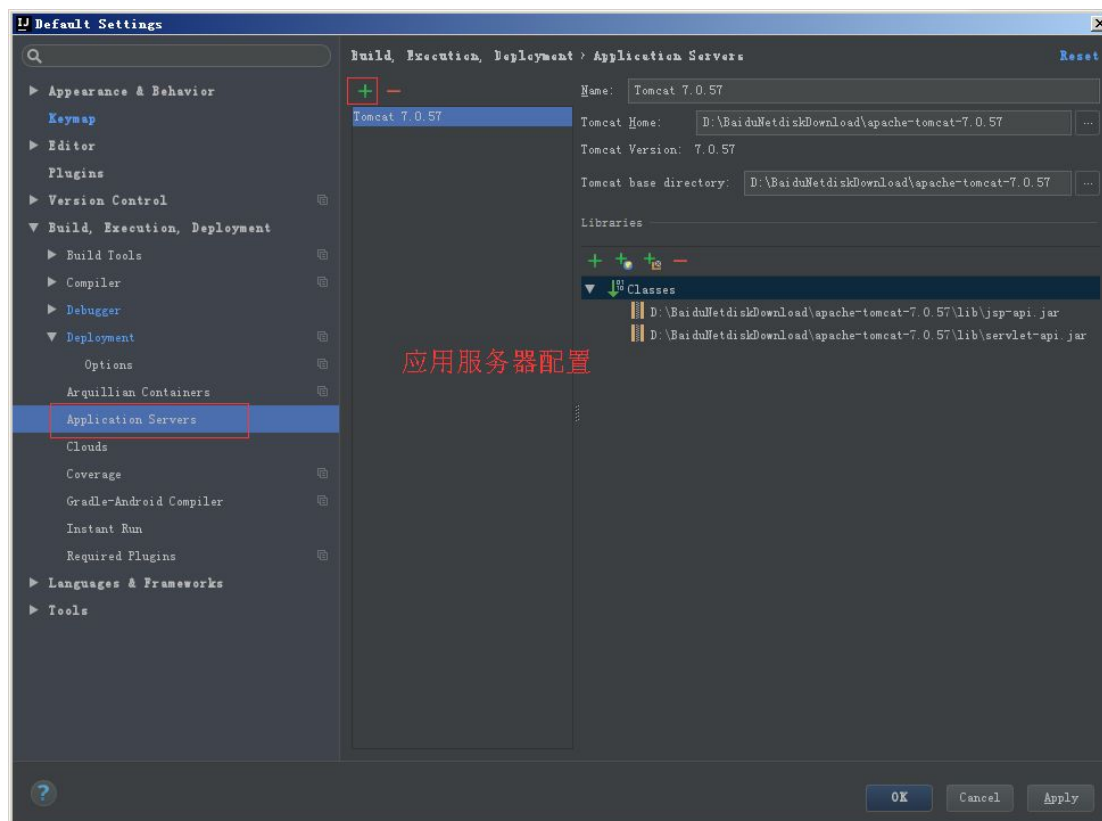 Default Settings
Build, Execution, Deployment › Application Servers
Reset
Appearance & Behavior
Keymap
Editor
Plugins
Version Control
Build, Execution, Deployment
Build Tools
Compiler
Debugger
Deployment
Options
Arquillian Containers
Application Servers
Clouds
Coverage
Gradle-Android Compiler
Instant Run
Required Plugins
Languages & Frameworks
Tools
Tomcat 7.0.57
应用服务器配置
Name: Tomcat 7.0.57
Tomcat Home: D:\BaiduNetdiskDownload\apache-tomcat-7.0.57 ...
Tomcat Version: 7.0.57
Tomcat base directory: D:\BaiduNetdiskDownload\apache-tomcat-7.0.57 ...
Libraries
Classes
D:\BaiduNetdiskDownload\apache-tomcat-7.0.57\lib\jsp-api.jar
D:\BaiduNetdiskDownload\apache-tomcat-7.0.57\lib\servlet-api.jar
?
OK Cancel Apply